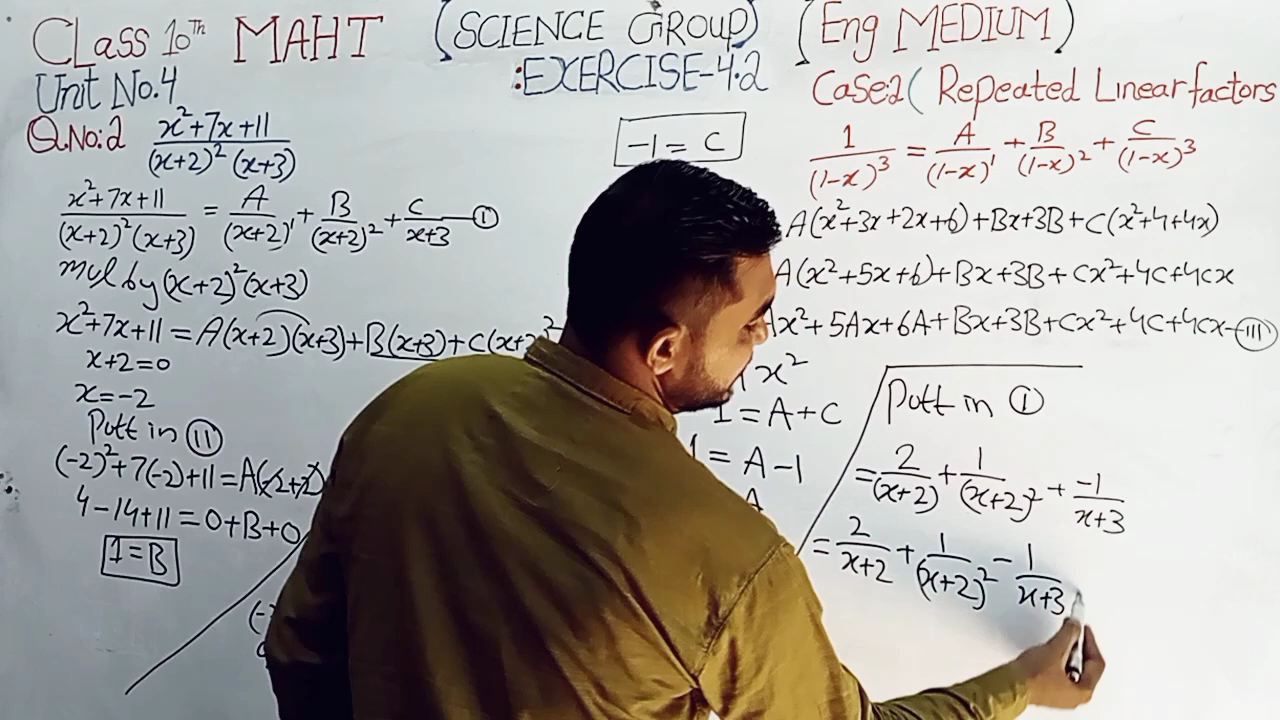 CLass 10th MAHT (SCIENCE GROUP) (Eng MEDIUM)
Unit No.4 :EXERCISE-4.2 Case:2( Repeated Linear factors
Q.No:2 x²+7x+11/(x+2)²(x+3)
x²+7x+11/(x+2)²(x+3) = A/(x+2)¹ + B/(x+2)² + C/x+3 — I
mul by (x+2)²(x+3)
x²+7x+11 = A(x+2)(x+3)+B(x+3)+C(x+2)²
x+2=0
x=-2
Putt in II
(-2)²+7(-2)+11=A(-2+2)
4-14+11=0+B+0
1=B
(-
-1 = C
1/(1-x)³ = A/(1-x)¹ + B/(1-x)² + C/(1-x)³
A(x²+3x+2x+6)+Bx+3B+C(x²+4+4x)
A(x²+5x+6)+Bx+3B+Cx²+4C+4Cx
Ax²+5Ax+6A+Bx+3B+Cx²+4C+4Cx — III
x²
1=A+C
1=A-1
A
Putt in I
= 2/(x+2) + 1/(x+2)² + -1/x+3
= 2/x+2 + 1/(x+2)² - 1/x+3